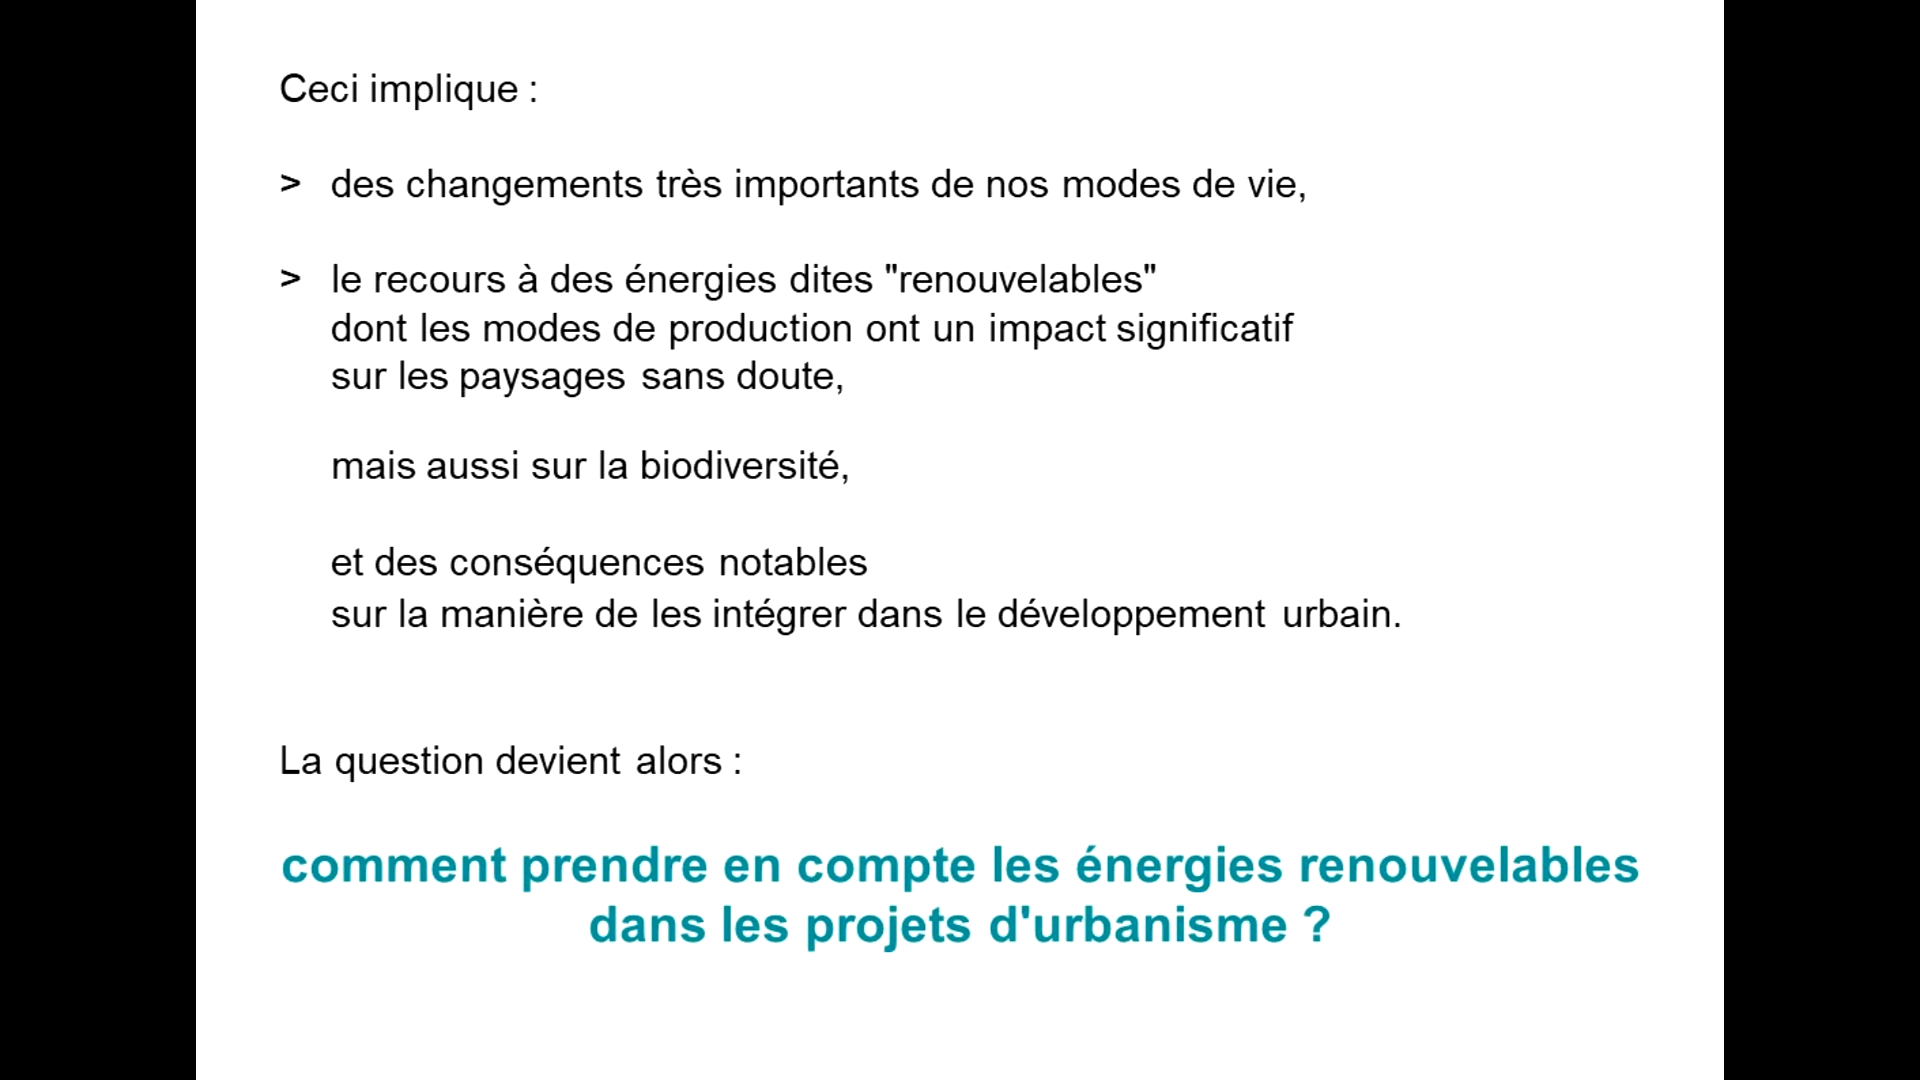 Ceci implique :
> des changements très importants de nos modes de vie,
> le recours à des énergies dites "renouvelables"
dont les modes de production ont un impact significatif
sur les paysages sans doute,
mais aussi sur la biodiversité,
et des conséquences notables
sur la manière de les intégrer dans le développement urbain.
La question devient alors :
comment prendre en compte les énergies renouvelables
dans les projets d'urbanisme ?